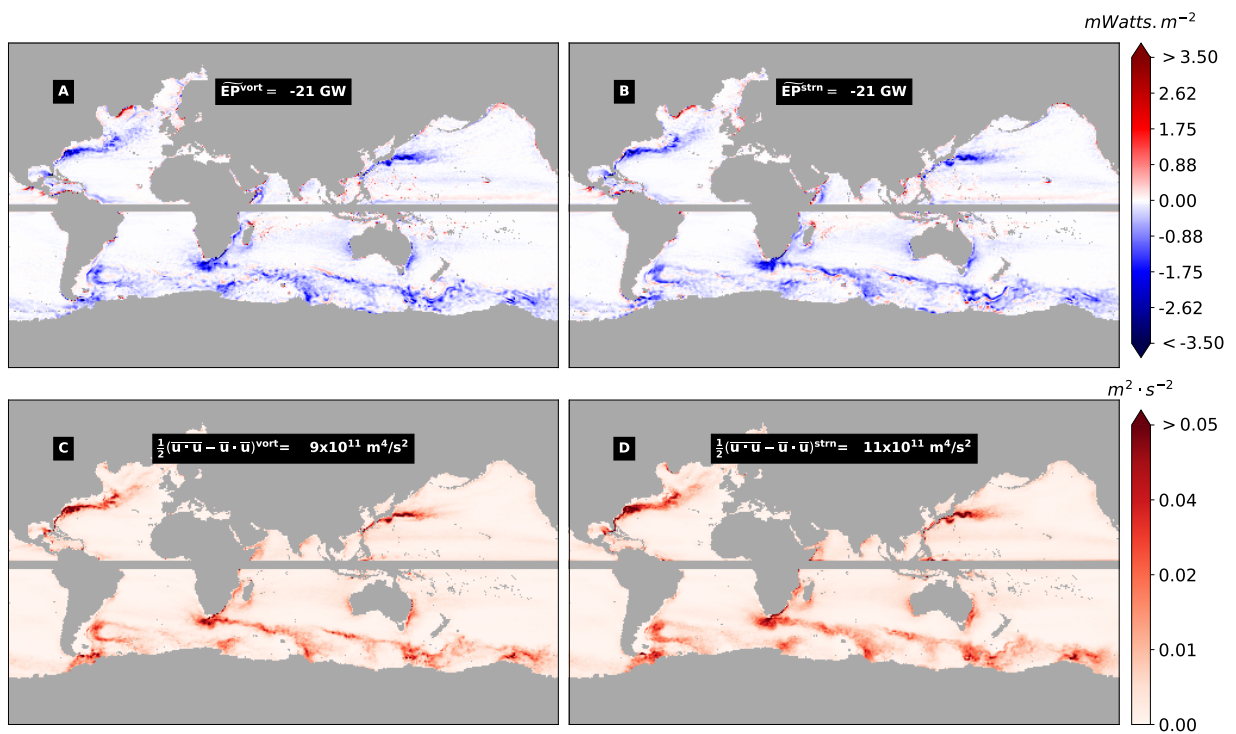 mWatts.m⁻²
A
ẼP^vort = -21 GW
B
ẼP^strn = -21 GW
> 3.50
2.62
1.75
0.88
0.00
-0.88
-1.75
-2.62
< -3.50
m² · s⁻²
C
½(u̅·̅u̅ − u̅ · u̅)^vort= 9x10¹¹ m⁴/s²
D
½(u̅·̅u̅ − u̅ · u̅)^strn= 11x10¹¹ m⁴/s²
> 0.05
0.04
0.02
0.01
0.00